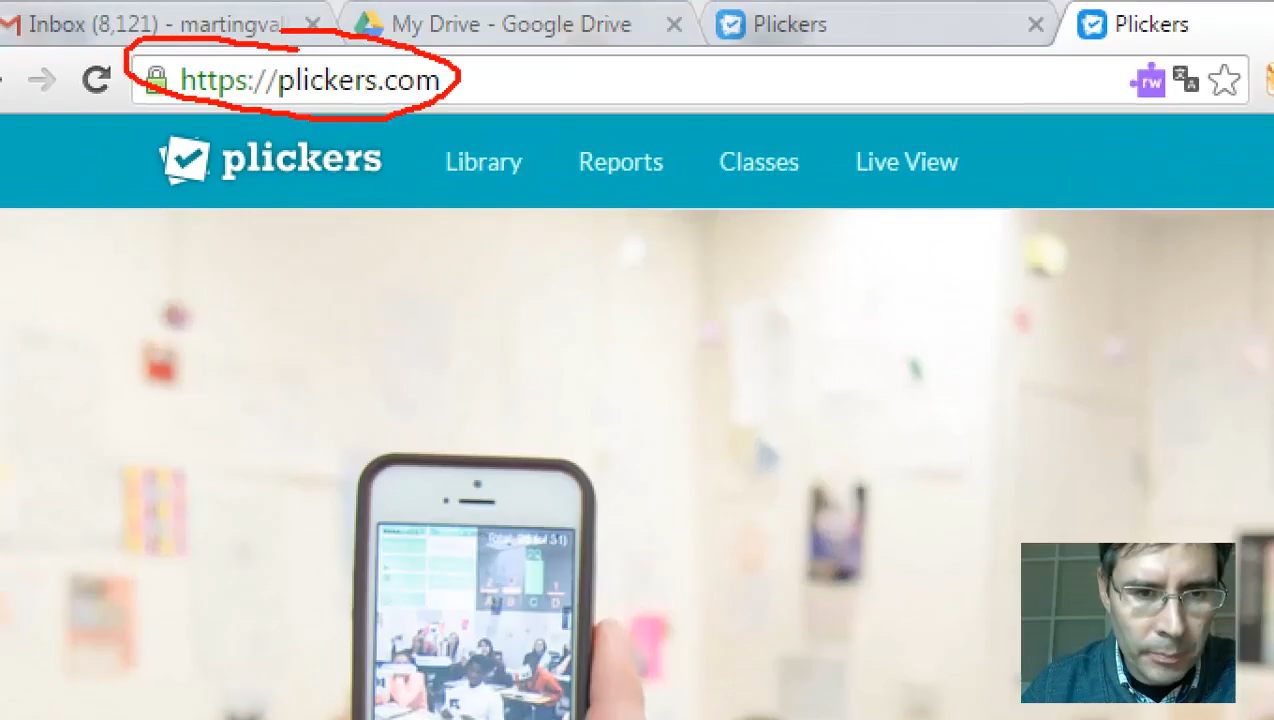 Inbox (8,121) - martingval
My Drive - Google Drive
Plickers
Plickers
https://plickers.com
rw
plickers
Library
Reports
Classes
Live View
A B C D